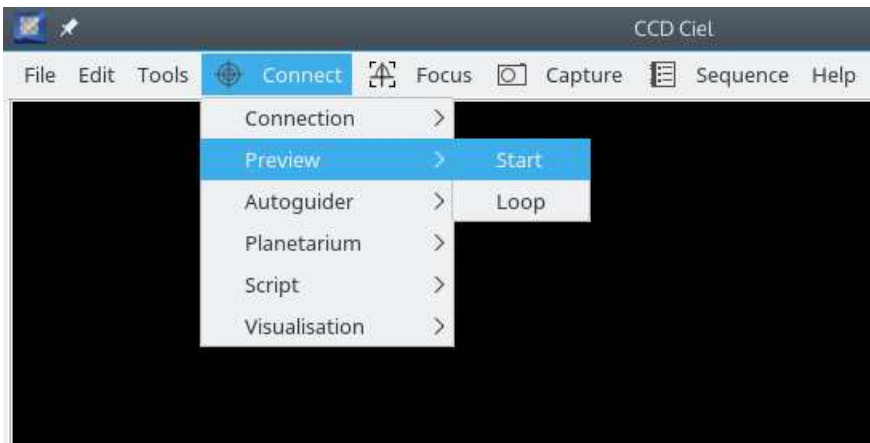 CCD Ciel
File Edit Tools Connect Focus Capture Sequence Help
Connection
Preview Start
Autoguider Loop
Planetarium
Script
Visualisation